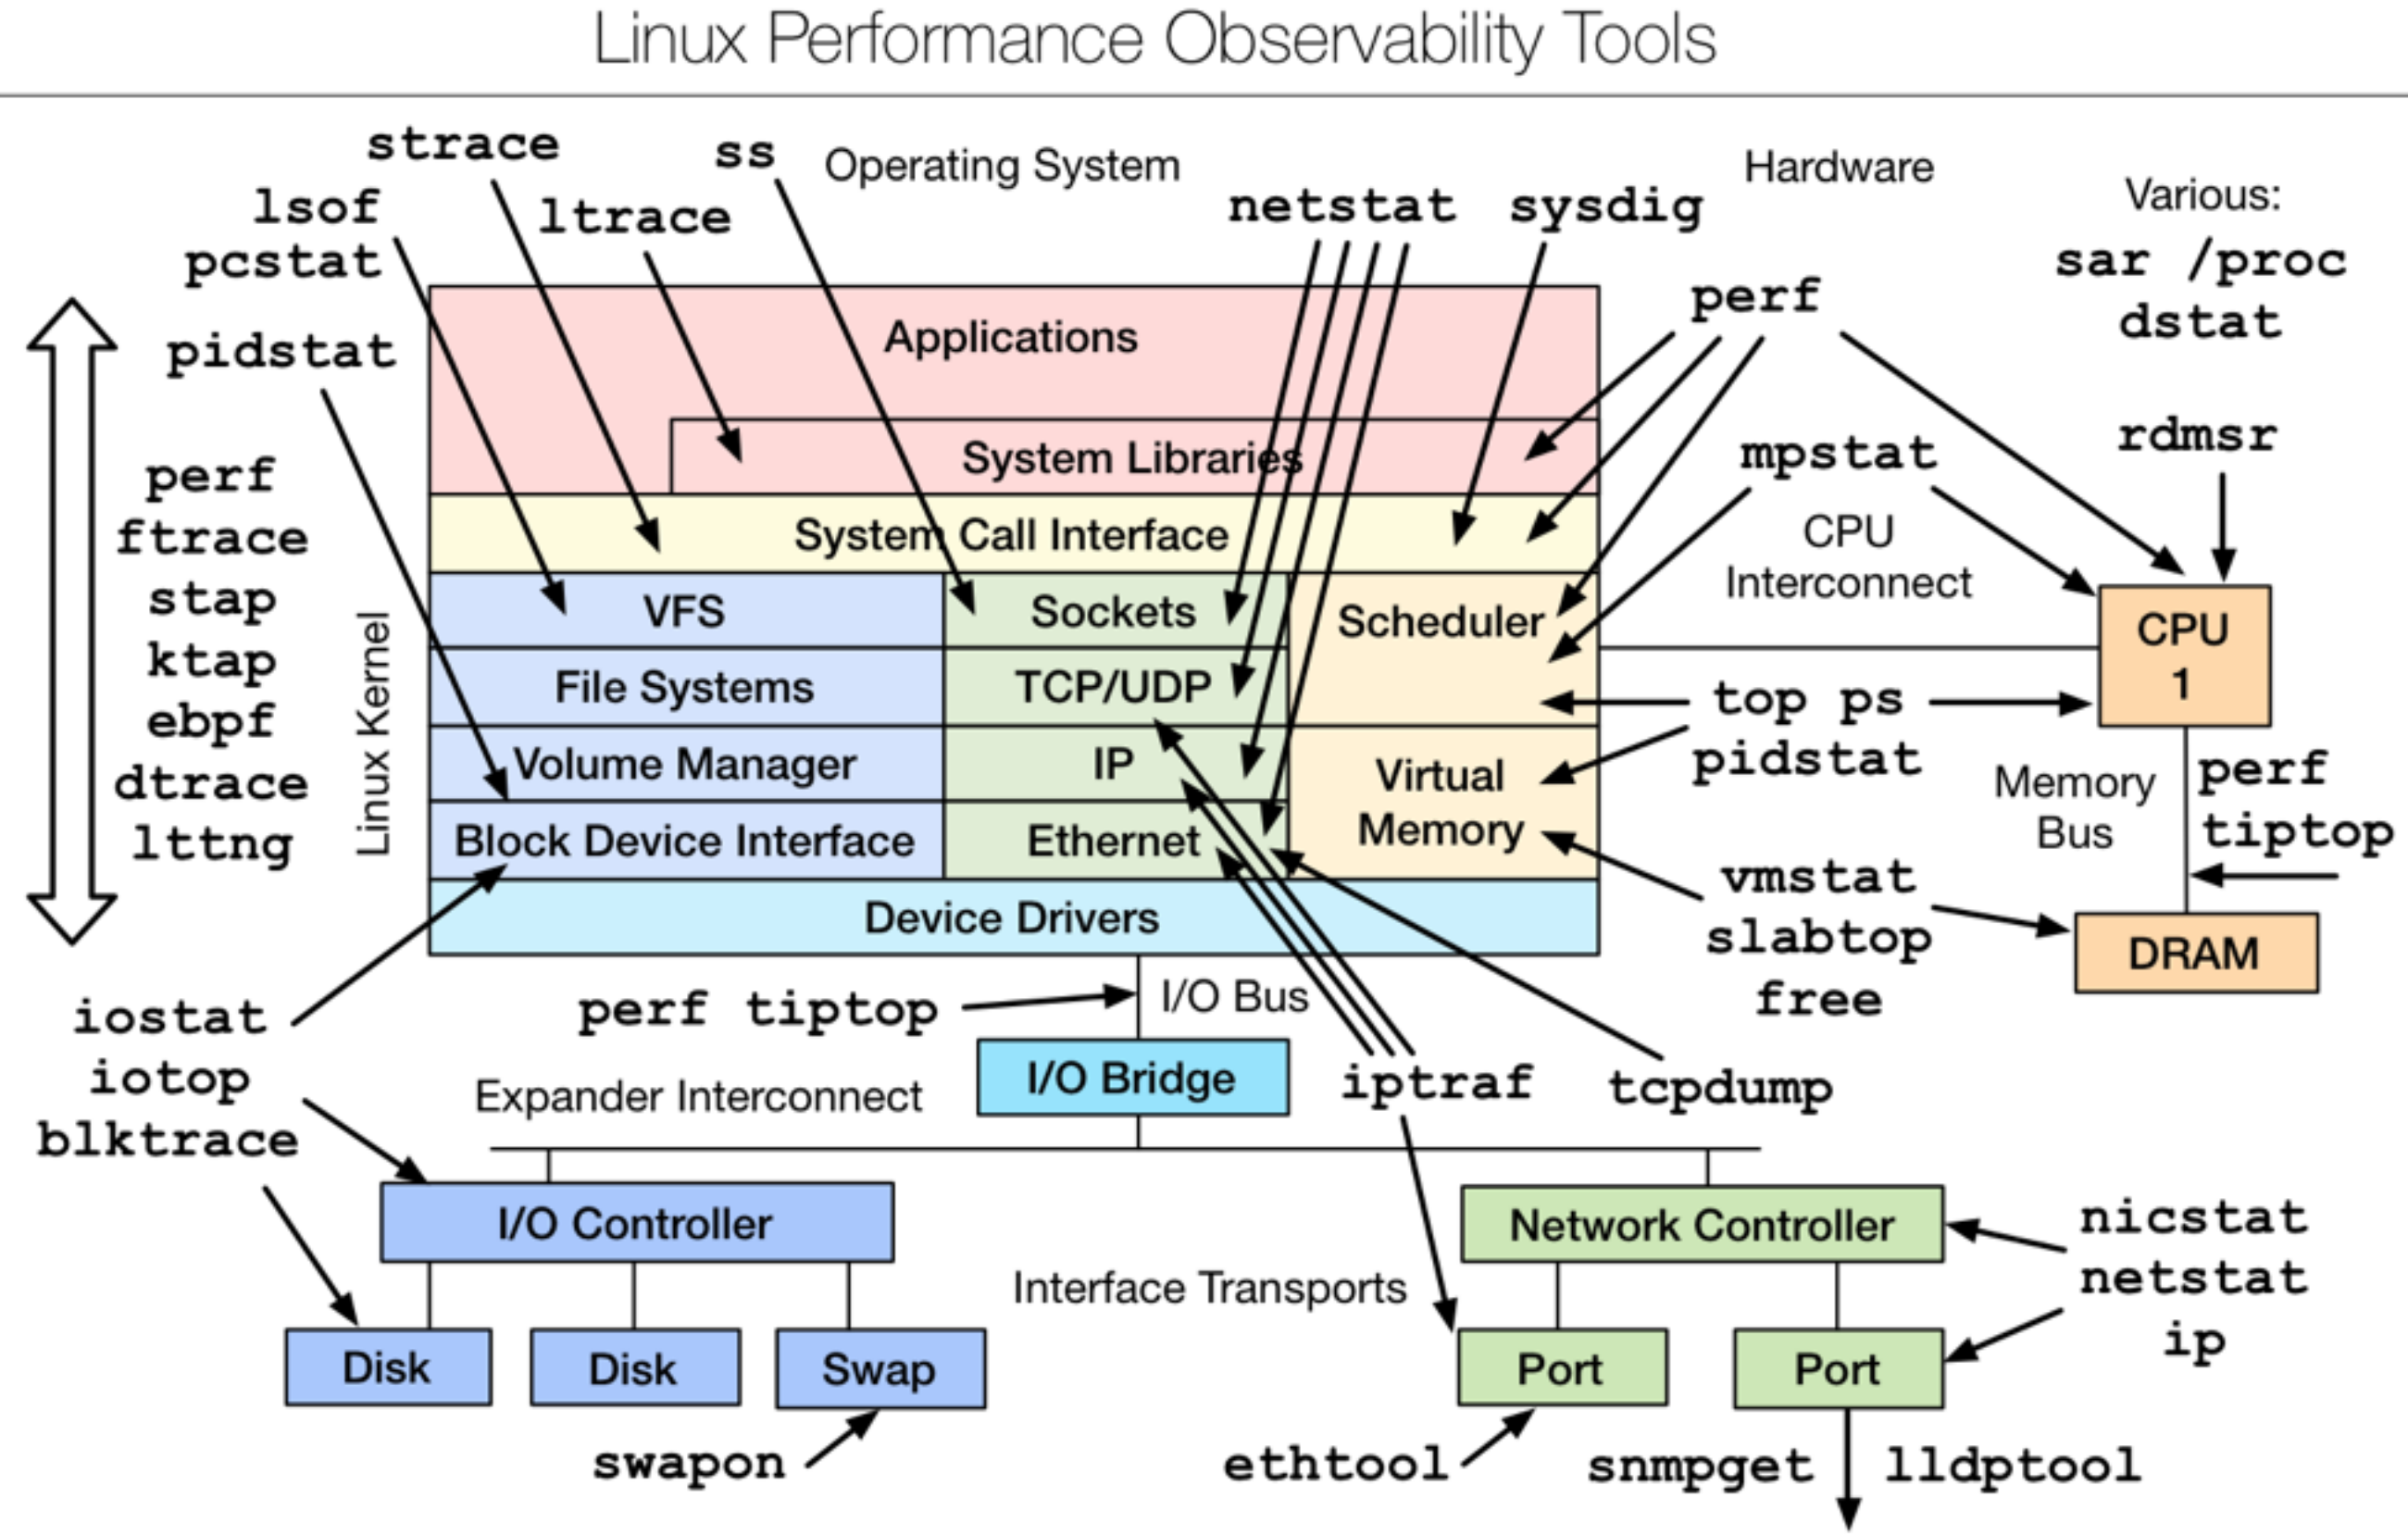 Linux Performance Observability Tools
strace
ss
Operating System
Hardware
Various:
lsof
ltrace
netstat
sysdig
pcstat
sar /proc
perf
dstat
pidstat
Applications
rdmsr
System Libraries
mpstat
perf
ftrace
stap
ktap
ebpf
dtrace
lttng
Linux Kernel
System Call Interface
CPU
Interconnect
VFS
Sockets
Scheduler
CPU
1
File Systems
TCP/UDP
top ps
pidstat
Volume Manager
IP
Virtual
Memory
Memory
Bus
perf
tiptop
Block Device Interface
Ethernet
vmstat
slabtop
free
Device Drivers
DRAM
iostat
iotop
blktrace
perf tiptop
I/O Bus
I/O Bridge
Expander Interconnect
iptraf
tcpdump
I/O Controller
Network Controller
nicstat
netstat
ip
Interface Transports
Disk
Disk
Swap
Port
Port
swapon
ethtool
snmpget
lldptool